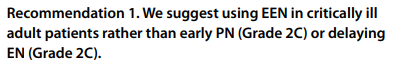 Recommendation 1. We suggest using EEN in critically ill
adult patients rather than early PN (Grade 2C) or delaying
EN (Grade 2C).